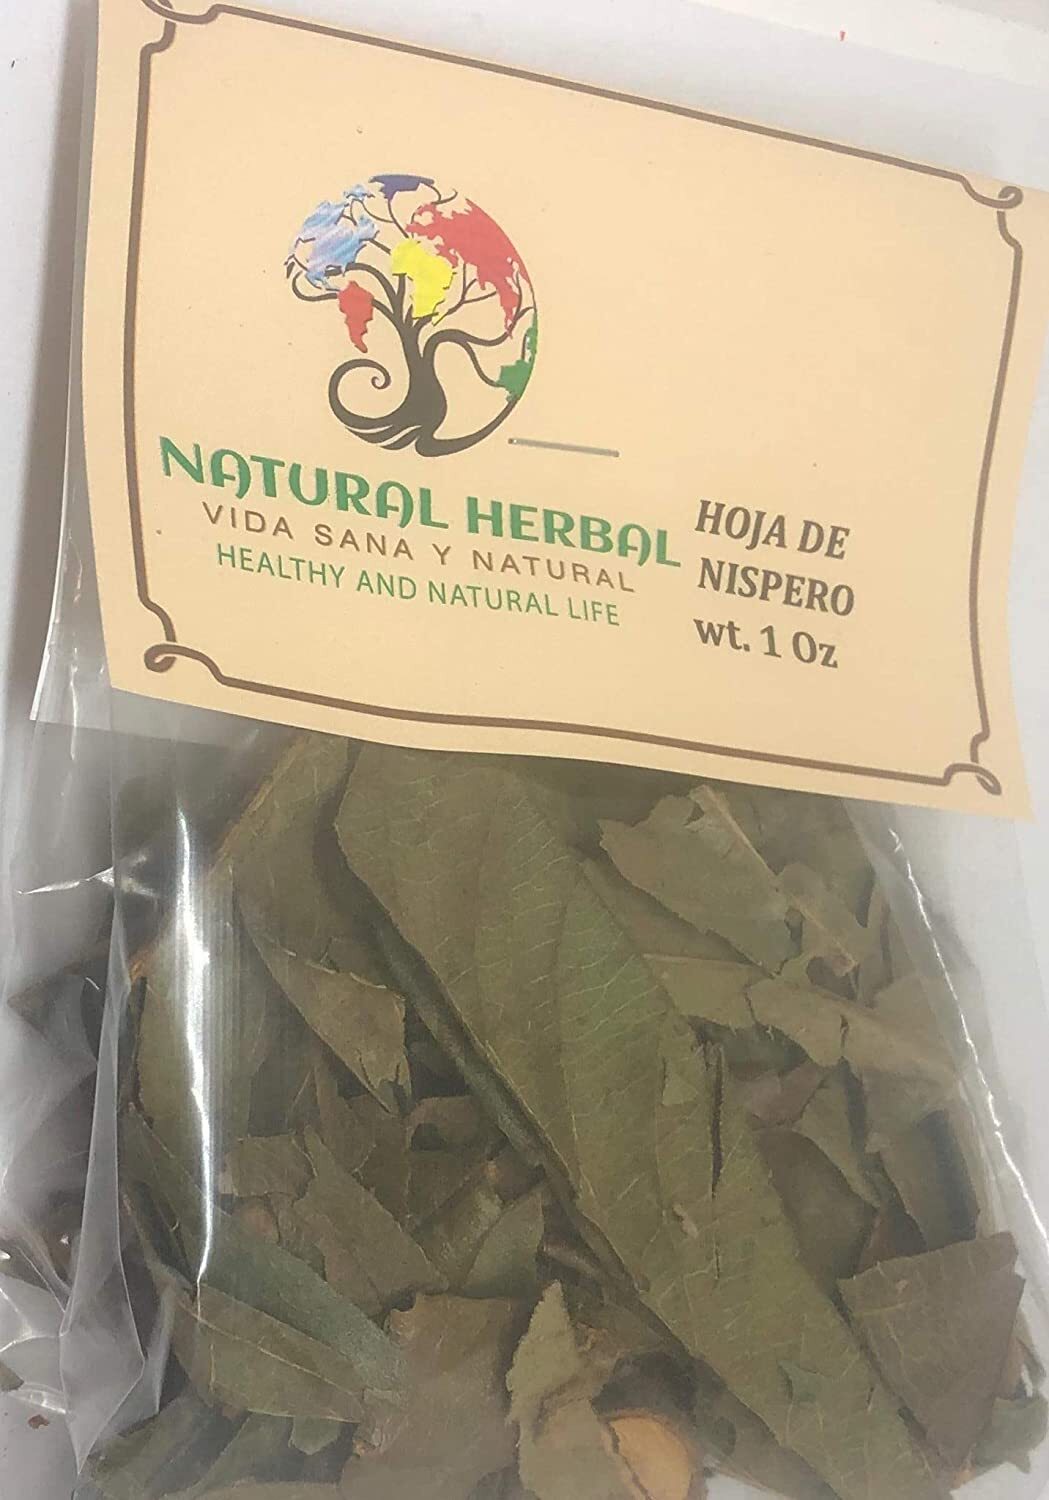 NATURAL HERBAL
VIDA SANA Y NATURAL
HEALTHY AND NATURAL LIFE
HOJA DE
NISPERO
wt. 1 Oz